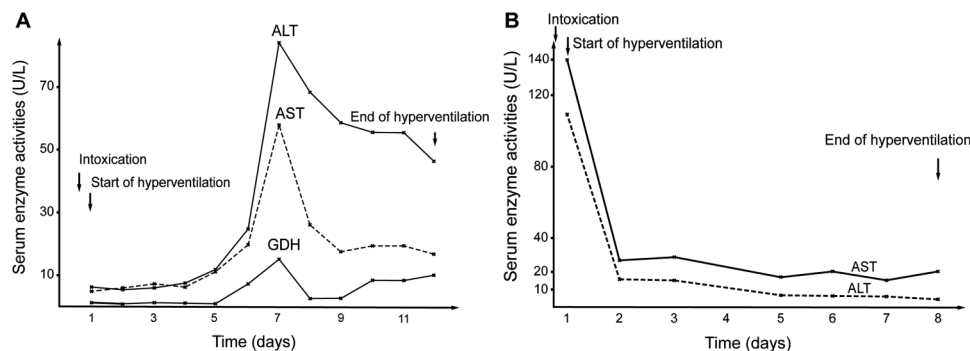 A
Serum enzyme activities (U/L)
70
50
30
10
ALT
AST
GDH
Intoxication
Start of hyperventilation
End of hyperventilation
1 3 5 7 9 11
Time (days)
B
Intoxication
Start of hyperventilation
Serum enzyme activities (U/L)
140
120
80
40
20
10
End of hyperventilation
AST
ALT
1 2 3 4 5 6 7 8
Time (days)